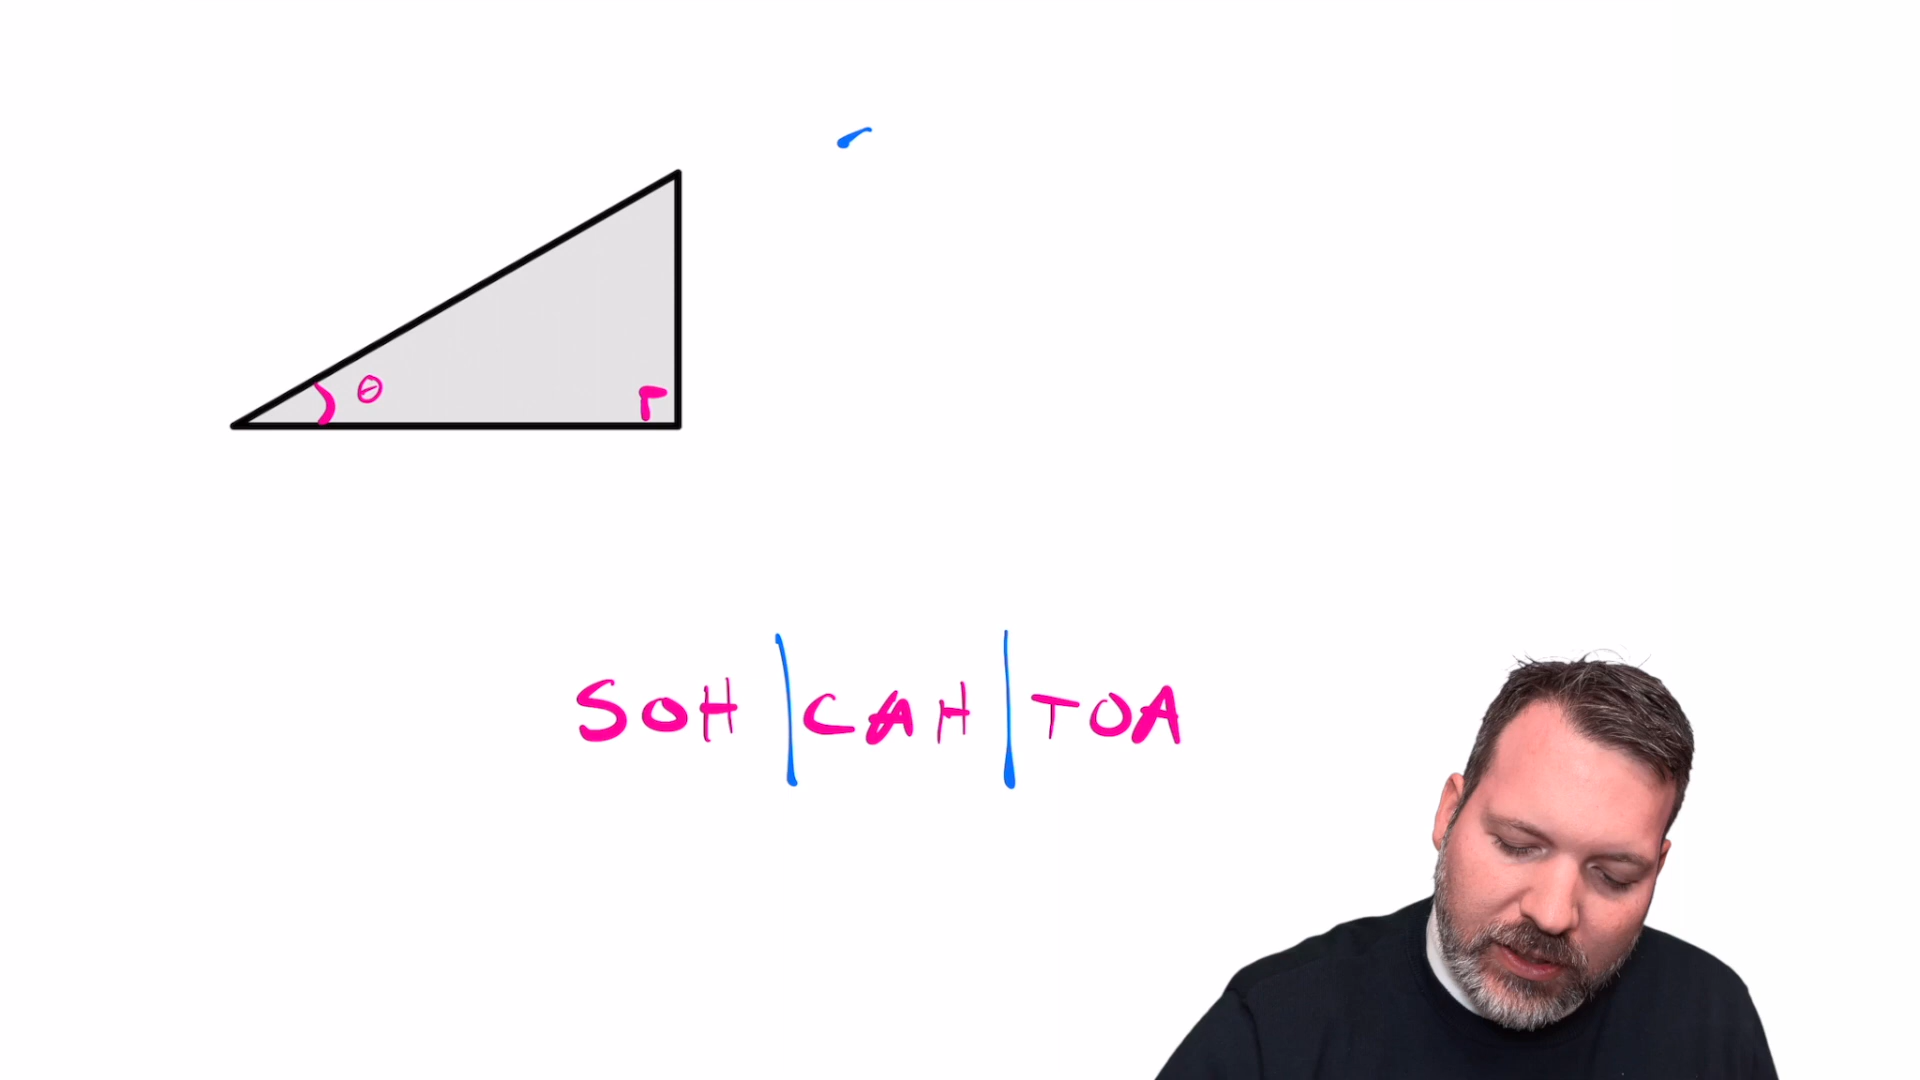 θ
SOH | CAH | TOA